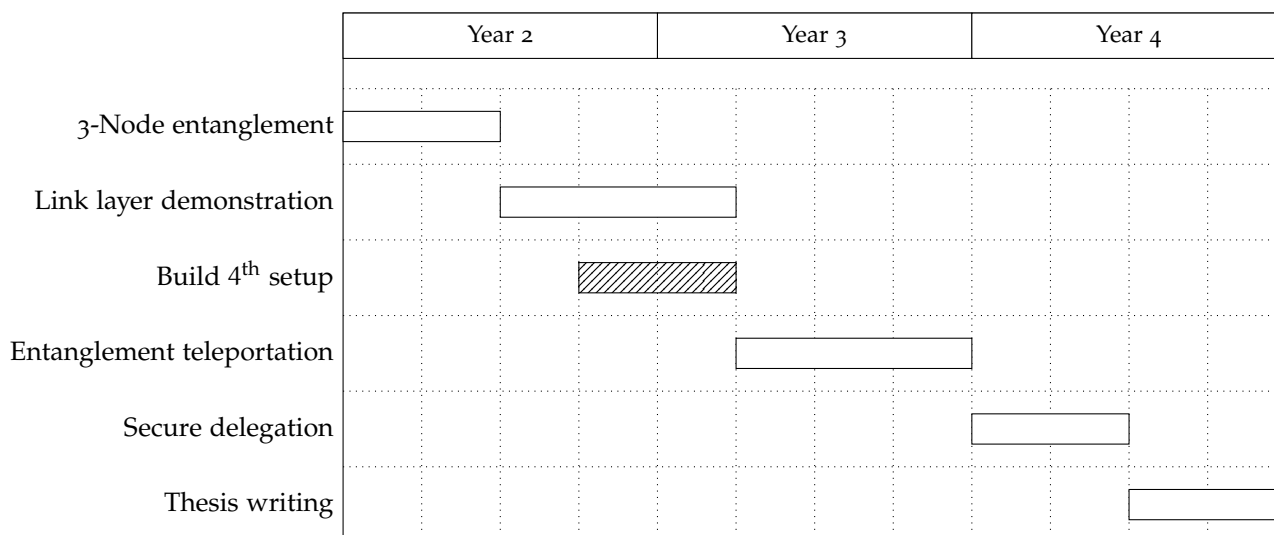 Year 2 Year 3 Year 4
3-Node entanglement
Link layer demonstration
Build 4th setup
Entanglement teleportation
Secure delegation
Thesis writing